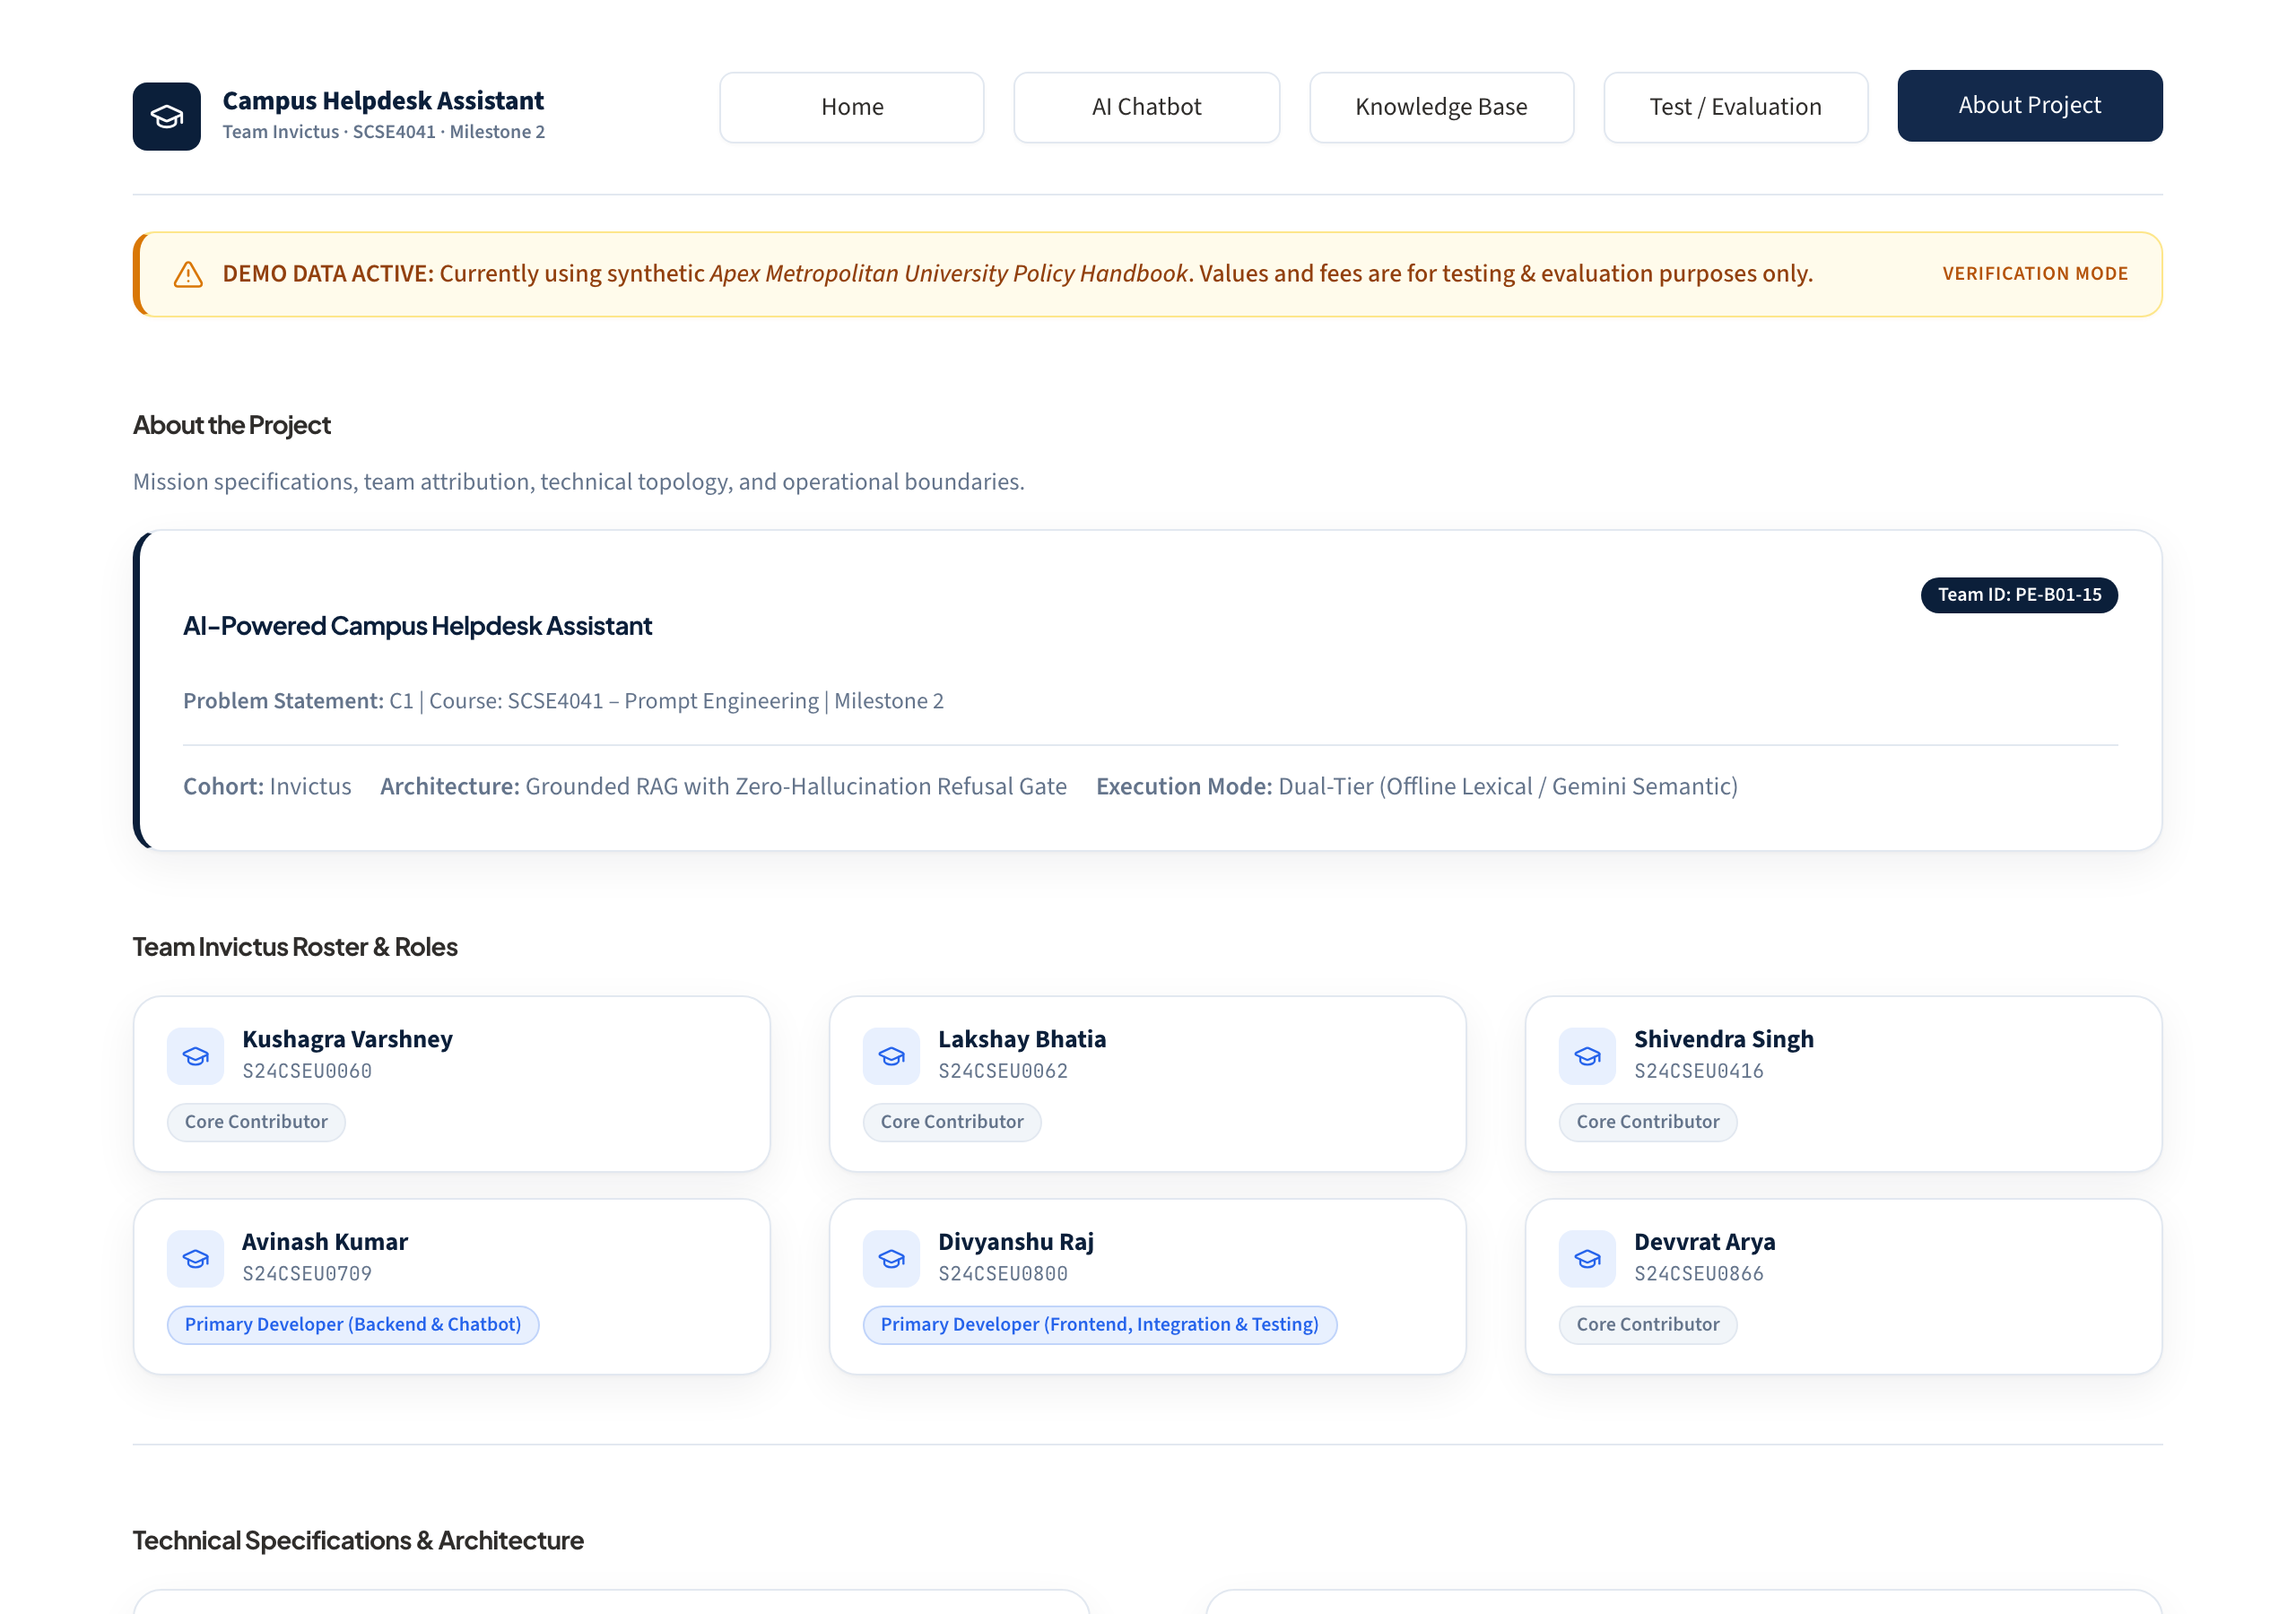 Campus Helpdesk Assistant
Team Invictus · SCSE4041 · Milestone 2
Home
AI Chatbot
Knowledge Base
Test / Evaluation
About Project
DEMO DATA ACTIVE: Currently using synthetic Apex Metropolitan University Policy Handbook. Values and fees are for testing & evaluation purposes only.
VERIFICATION MODE
About the Project
Mission specifications, team attribution, technical topology, and operational boundaries.
Team ID: PE-B01-15
AI-Powered Campus Helpdesk Assistant
Problem Statement: C1 | Course: SCSE4041 – Prompt Engineering | Milestone 2
Cohort: Invictus Architecture: Grounded RAG with Zero-Hallucination Refusal Gate Execution Mode: Dual-Tier (Offline Lexical / Gemini Semantic)
Team Invictus Roster & Roles
Kushagra Varshney
S24CSEU0060
Core Contributor
Lakshay Bhatia
S24CSEU0062
Core Contributor
Shivendra Singh
S24CSEU0416
Core Contributor
Avinash Kumar
S24CSEU0709
Primary Developer (Backend & Chatbot)
Divyanshu Raj
S24CSEU0800
Primary Developer (Frontend, Integration & Testing)
Devvrat Arya
S24CSEU0866
Core Contributor
Technical Specifications & Architecture